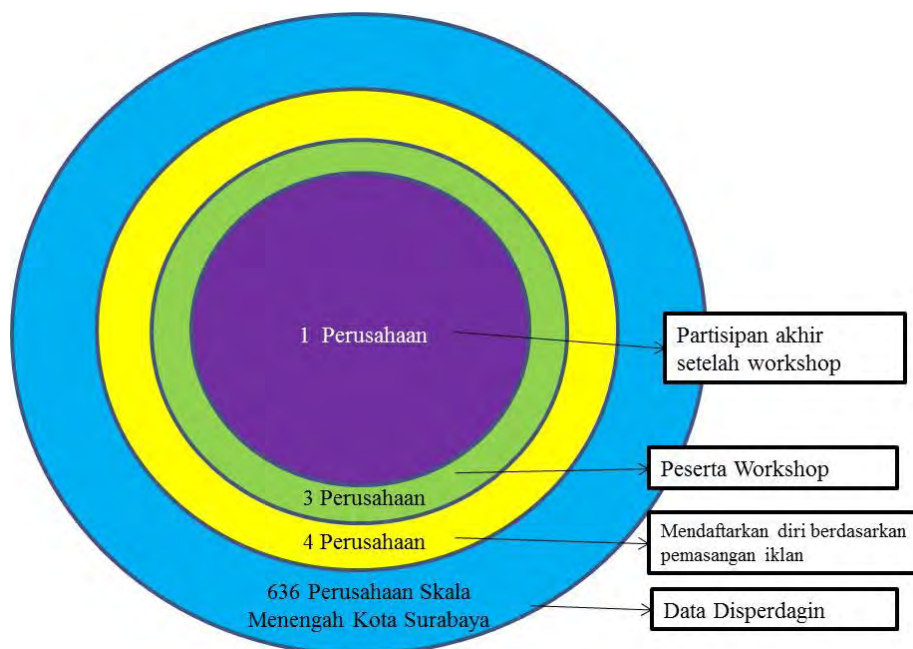 1 Perusahaan
Partisipan akhir
setelah workshop
Peserta Workshop
3 Perusahaan
4 Perusahaan
Mendaftarkan diri berdasarkan
pemasangan iklan
636 Perusahaan Skala
Menengah Kota Surabaya
Data Disperdagin